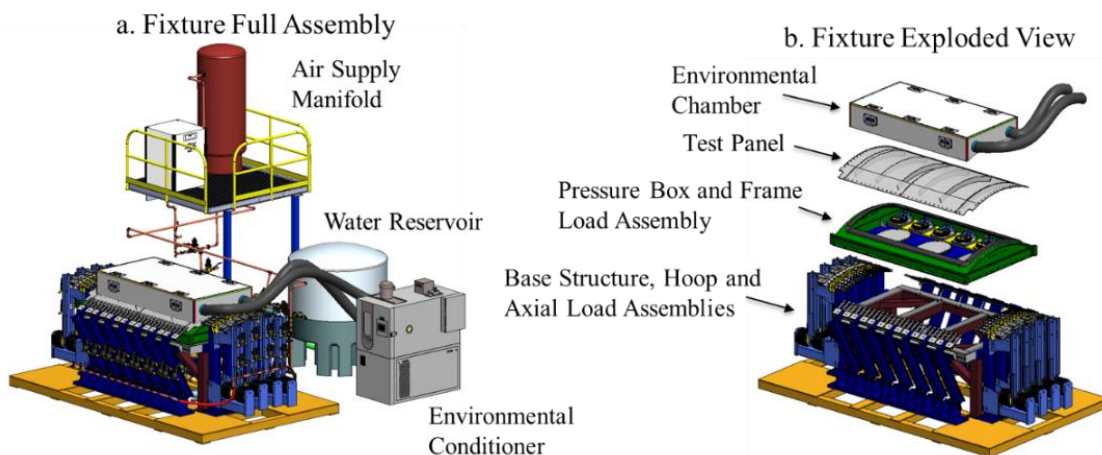 a. Fixture Full Assembly
Air Supply
Manifold
Water Reservoir
Environmental
Conditioner
b. Fixture Exploded View
Environmental
Chamber
Test Panel
Pressure Box and Frame
Load Assembly
Base Structure, Hoop and
Axial Load Assemblies